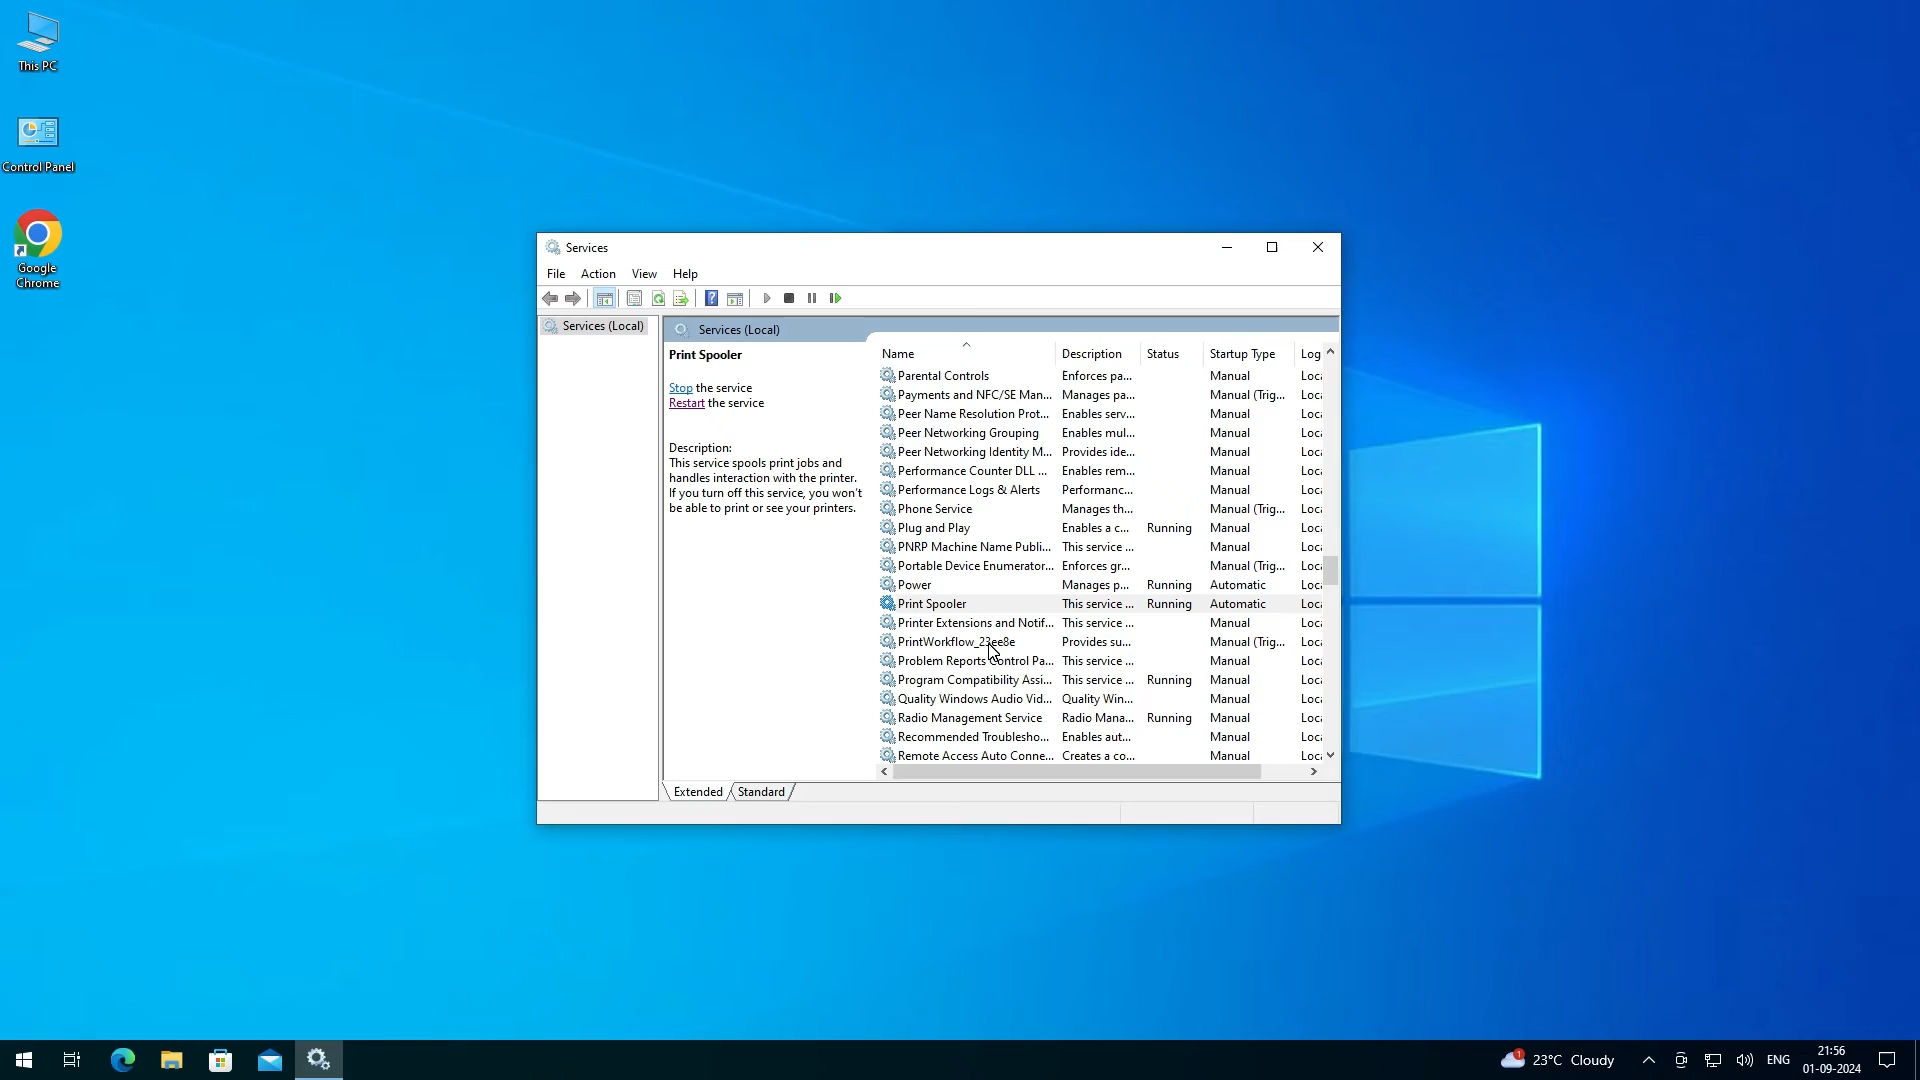 This PC
Control Panel
Google
Chrome
Services
File Action View Help
Services (Local)
Services (Local)
Print Spooler
Stop the service
Restart the service
Description:
This service spools print jobs and
handles interaction with the printer.
If you turn off this service, you won't
be able to print or see your printers.
Name Description Status Startup Type Log
Parental Controls Enforces pa... Manual Loca
Payments and NFC/SE Man... Manages pa... Manual (Trig... Loca
Peer Name Resolution Prot... Enables serv... Manual Loca
Peer Networking Grouping Enables mul... Manual Loca
Peer Networking Identity M... Provides ide... Manual Loca
Performance Counter DLL ... Enables rem... Manual Loca
Performance Logs & Alerts Performanc... Manual Loca
Phone Service Manages th... Manual (Trig... Loca
Plug and Play Enables a c... Running Manual Loca
PNRP Machine Name Publi... This service ... Manual Loca
Portable Device Enumerator... Enforces gr... Manual (Trig... Loca
Power Manages p... Running Automatic Loca
Print Spooler This service ... Running Automatic Loca
Printer Extensions and Notif... This service ... Manual Loca
PrintWorkflow_23ee8e Provides su... Manual (Trig... Loca
Problem Reports Control Pa... This service ... Manual Loca
Program Compatibility Assi... This service ... Running Manual Loca
Quality Windows Audio Vid... Quality Win... Manual Loca
Radio Management Service Radio Mana... Running Manual Loca
Recommended Troublesho... Enables aut... Manual Loca
Remote Access Auto Conne... Creates a co... Manual Loca
Extended Standard
1 23°C Cloudy ENG 21:56
01-09-2024